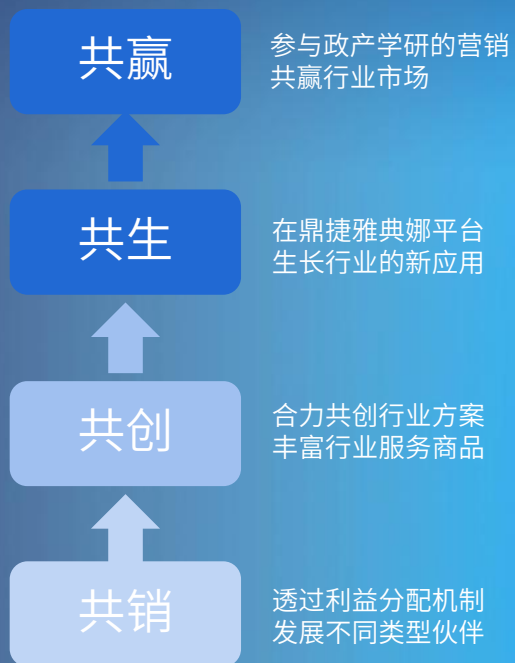 共赢
参与政产学研的营销
共赢行业市场
共生
在鼎捷雅典娜平台
生长行业的新应用
共创
合力共创行业方案
丰富行业服务商品
共销
透过利益分配机制
发展不同类型伙伴